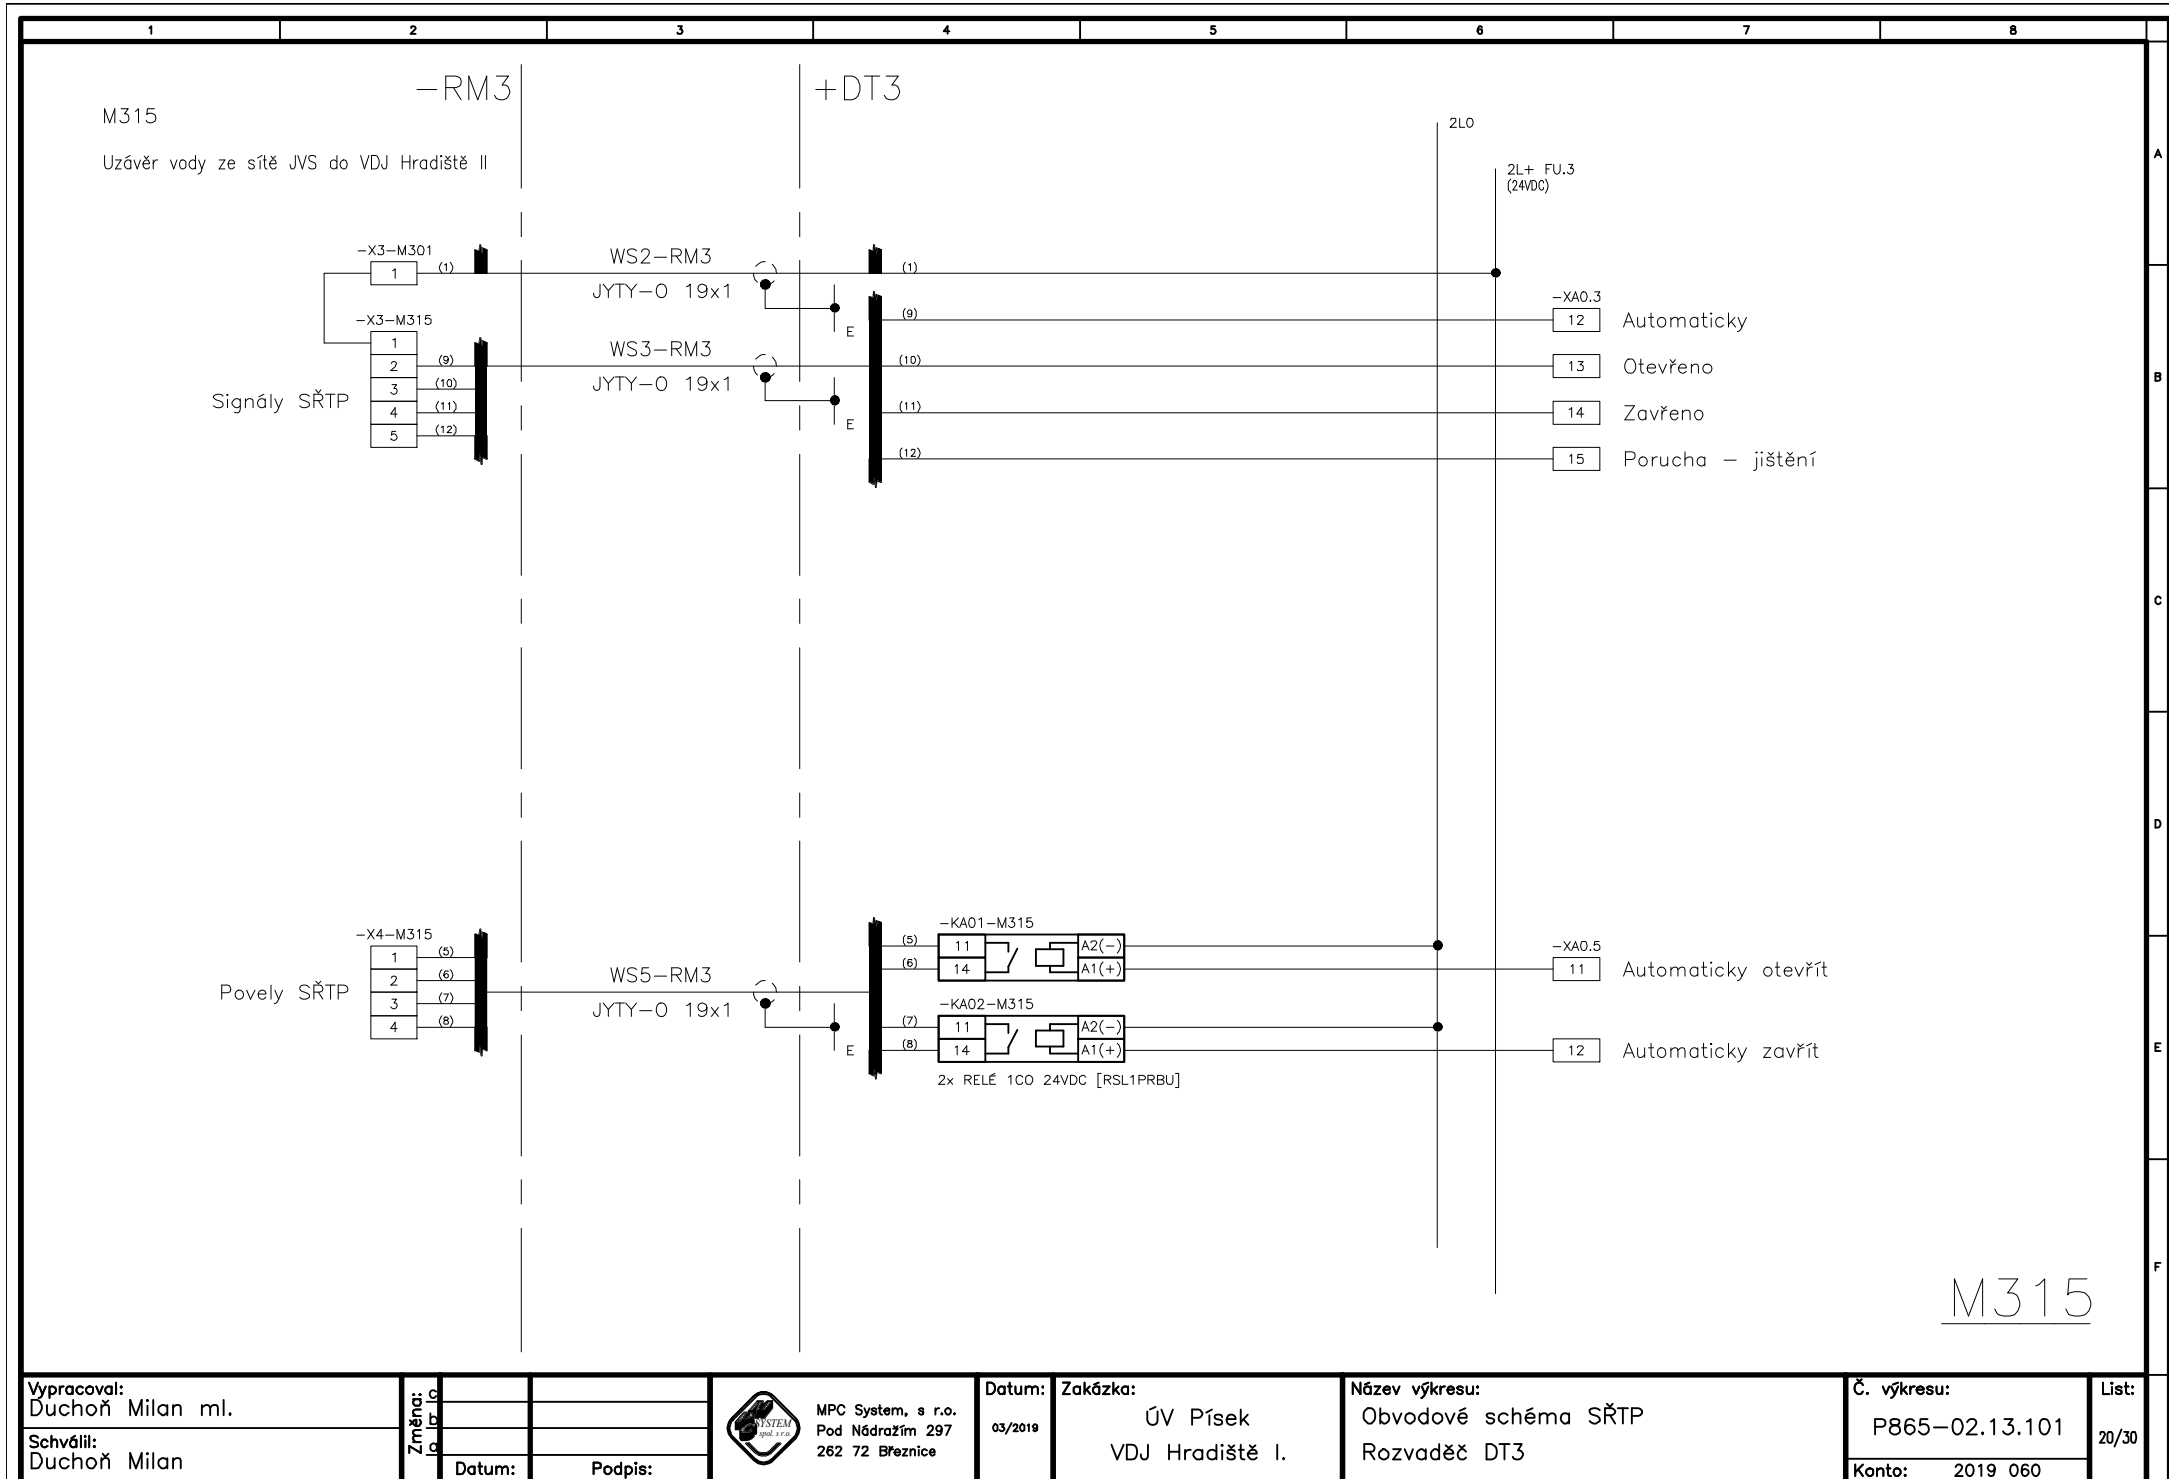 1 2 3 4 5 6 7 8
-RM3
+DT3
M315
Uzávěr vody ze sítě JVS do VDJ Hradiště II
2L0
2L+ FU.3
(24VDC)
A
B
C
D
E
F
-X3-M301
1 (1)
WS2-RM3
JYTY-O 19x1
E
(1)
-X3-M315
1
2 (9)
3 (10)
4 (11)
5 (12)
Signály SŘTP
WS3-RM3
JYTY-O 19x1
E
-XA0.3
(9) 12 Automaticky
(10) 13 Otevřeno
(11) 14 Zavřeno
(12) 15 Porucha - jištění
-X4-M315
1 (5)
2 (6)
3 (7)
4 (8)
Povely SŘTP
WS5-RM3
JYTY-O 19x1
E
-KA01-M315
(5) 11 A2(-)
(6) 14 A1(+)
-XA0.5
11 Automaticky otevřít
-KA02-M315
(7) 11 A2(-)
(8) 14 A1(+)
12 Automaticky zavřít
2x RELÉ 1CO 24VDC [RSL1PRBU]
M315
Vypracoval:
Duchoň Milan ml.
Schválil:
Duchoň Milan
Změna:
c
b
a
Datum: Podpis:
SYSTEM
spol. s r.o.
MPC System, s r.o.
Pod Nádražím 297
262 72 Březnice
Datum:
03/2019
Zakázka:
ÚV Písek
VDJ Hradiště I.
Název výkresu:
Obvodové schéma SŘTP
Rozvaděč DT3
Č. výkresu:
P865-02.13.101
Konto: 2019 060
List:
20/30